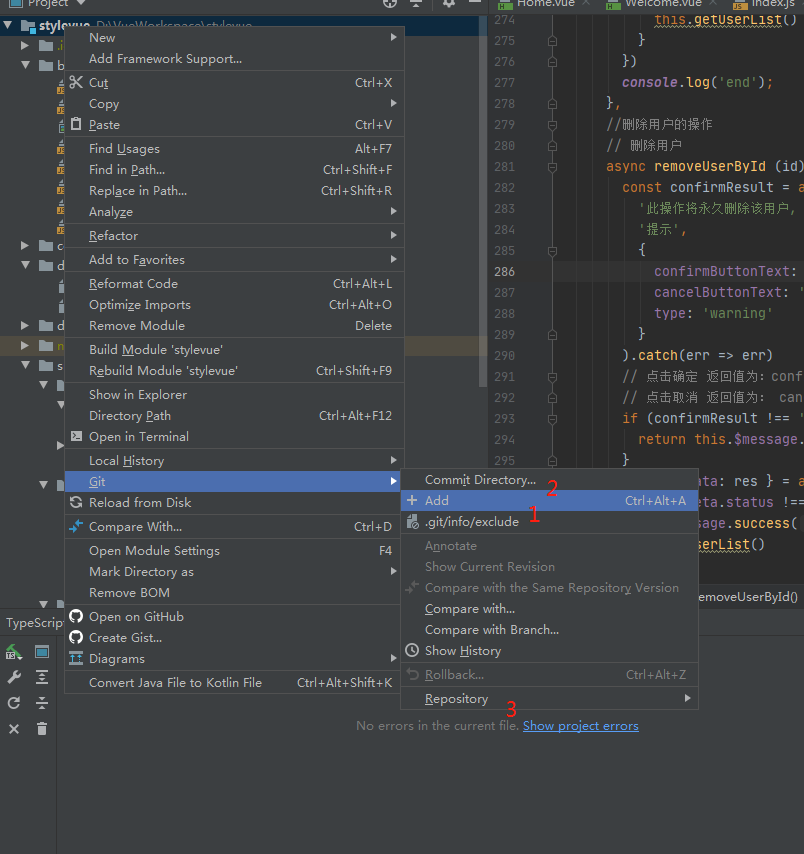 Project
Home.vue
Welcome.vue
index.js
stylevue D:\VueWorkspace\stylevue
New
Add Framework Support...
Cut Ctrl+X
Copy
Paste Ctrl+V
Find Usages Alt+F7
Find in Path... Ctrl+Shift+F
Replace in Path... Ctrl+Shift+R
Analyze
Refactor
Add to Favorites
Reformat Code Ctrl+Alt+L
Optimize Imports Ctrl+Alt+O
Remove Module Delete
Build Module 'stylevue'
Rebuild Module 'stylevue' Ctrl+Shift+F9
Show in Explorer
Directory Path Ctrl+Alt+F12
Open in Terminal
Local History
Git
Reload from Disk
Compare With... Ctrl+D
Open Module Settings F4
Mark Directory as
Remove BOM
Open on GitHub
Create Gist...
Diagrams
Convert Java File to Kotlin File Ctrl+Alt+Shift+K
Commit Directory... 2
Add Ctrl+Alt+A
.git/info/exclude 1
Annotate
Show Current Revision
Compare with the Same Repository Version
Compare with...
Compare with Branch...
Show History
Rollback... Ctrl+Alt+Z
Repository 3
274 this.getUserList()
275 }
276 })
277 console.log('end');
278 },
279 //删除用户的操作
280 // 删除用户
281 async removeUserById (id)
282 const confirmResult = a
283 '此操作将永久删除该用户,
284 '提示',
285 {
286 confirmButtonText:
287 cancelButtonText: '
288 type: 'warning'
289 }
290 ).catch(err => err)
291 // 点击确定 返回值为: conf
292 // 点击取消 返回值为: can
293 if (confirmResult !== '
294 return this.$message.
295 }
ata: res } = a
eta.status !==
sage.success(
erList()
emoveUserById()
TypeScript
No errors in the current file. Show project errors